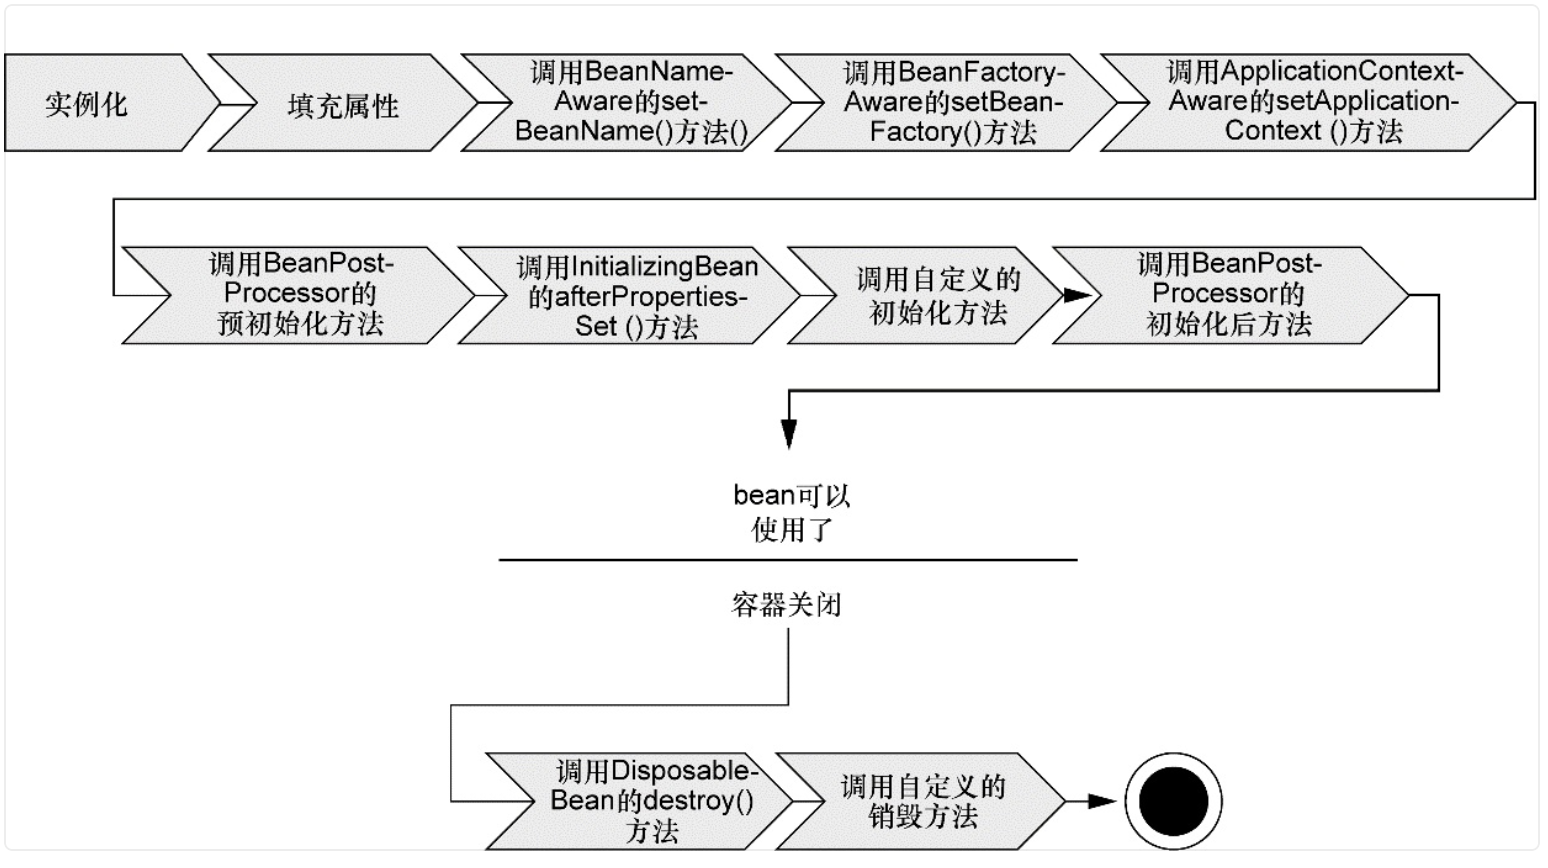 实例化
填充属性
调用BeanName-
Aware的set-
BeanName()方法()
调用BeanFactory-
Aware的setBean-
Factory()方法
调用ApplicationContext-
Aware的setApplication-
Context ()方法
调用BeanPost-
Processor的
预初始化方法
调用InitializingBean
的afterProperties-
Set ()方法
调用自定义的
初始化方法
调用BeanPost-
Processor的
初始化后方法
bean可以
使用了
容器关闭
调用Disposable-
Bean的destroy()
方法
调用自定义的
销毁方法